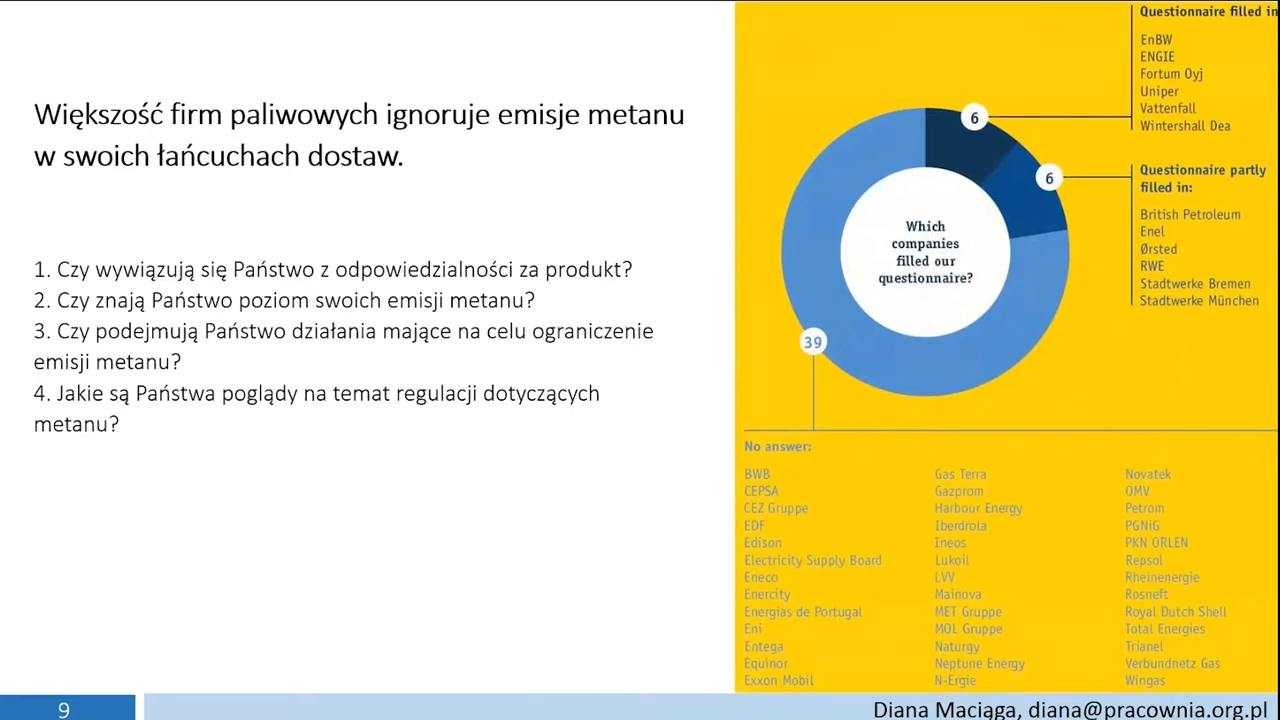 Większość firm paliwowych ignoruje emisje metanu
w swoich łańcuchach dostaw.
1. Czy wywiązują się Państwo z odpowiedzialności za produkt?
2. Czy znają Państwo poziom swoich emisji metanu?
3. Czy podejmują Państwo działania mające na celu ograniczenie
emisji metanu?
4. Jakie są Państwa poglądy na temat regulacji dotyczących
metanu?
Questionnaire filled in
EnBW
ENGIE
Fortum Oyj
Uniper
Vattenfall
Wintershall Dea
6
6
Questionnaire partly
filled in:
British Petroleum
Enel
Ørsted
RWE
Stadtwerke Bremen
Stadtwerke München
Which
companies
filled our
questionnaire?
39
No answer:
BWB
CEPSA
CEZ Gruppe
EDF
Edison
Electricity Supply Board
Eneco
Enercity
Energias de Portugal
Eni
Entega
Equinor
Exxon Mobil
Gas Terra
Gazprom
Harbour Energy
Iberdrola
Ineos
Lukoil
LVV
Mainova
MET Gruppe
MOL Gruppe
Naturgy
Neptune Energy
N-Ergie
Novatek
OMV
Petrom
PGNiG
PKN ORLEN
Repsol
Rheinenergie
Rosneft
Royal Dutch Shell
Total Energies
Trianel
Verbundnetz Gas
Wingas
9
Diana Maciąga, diana@pracownia.org.pl